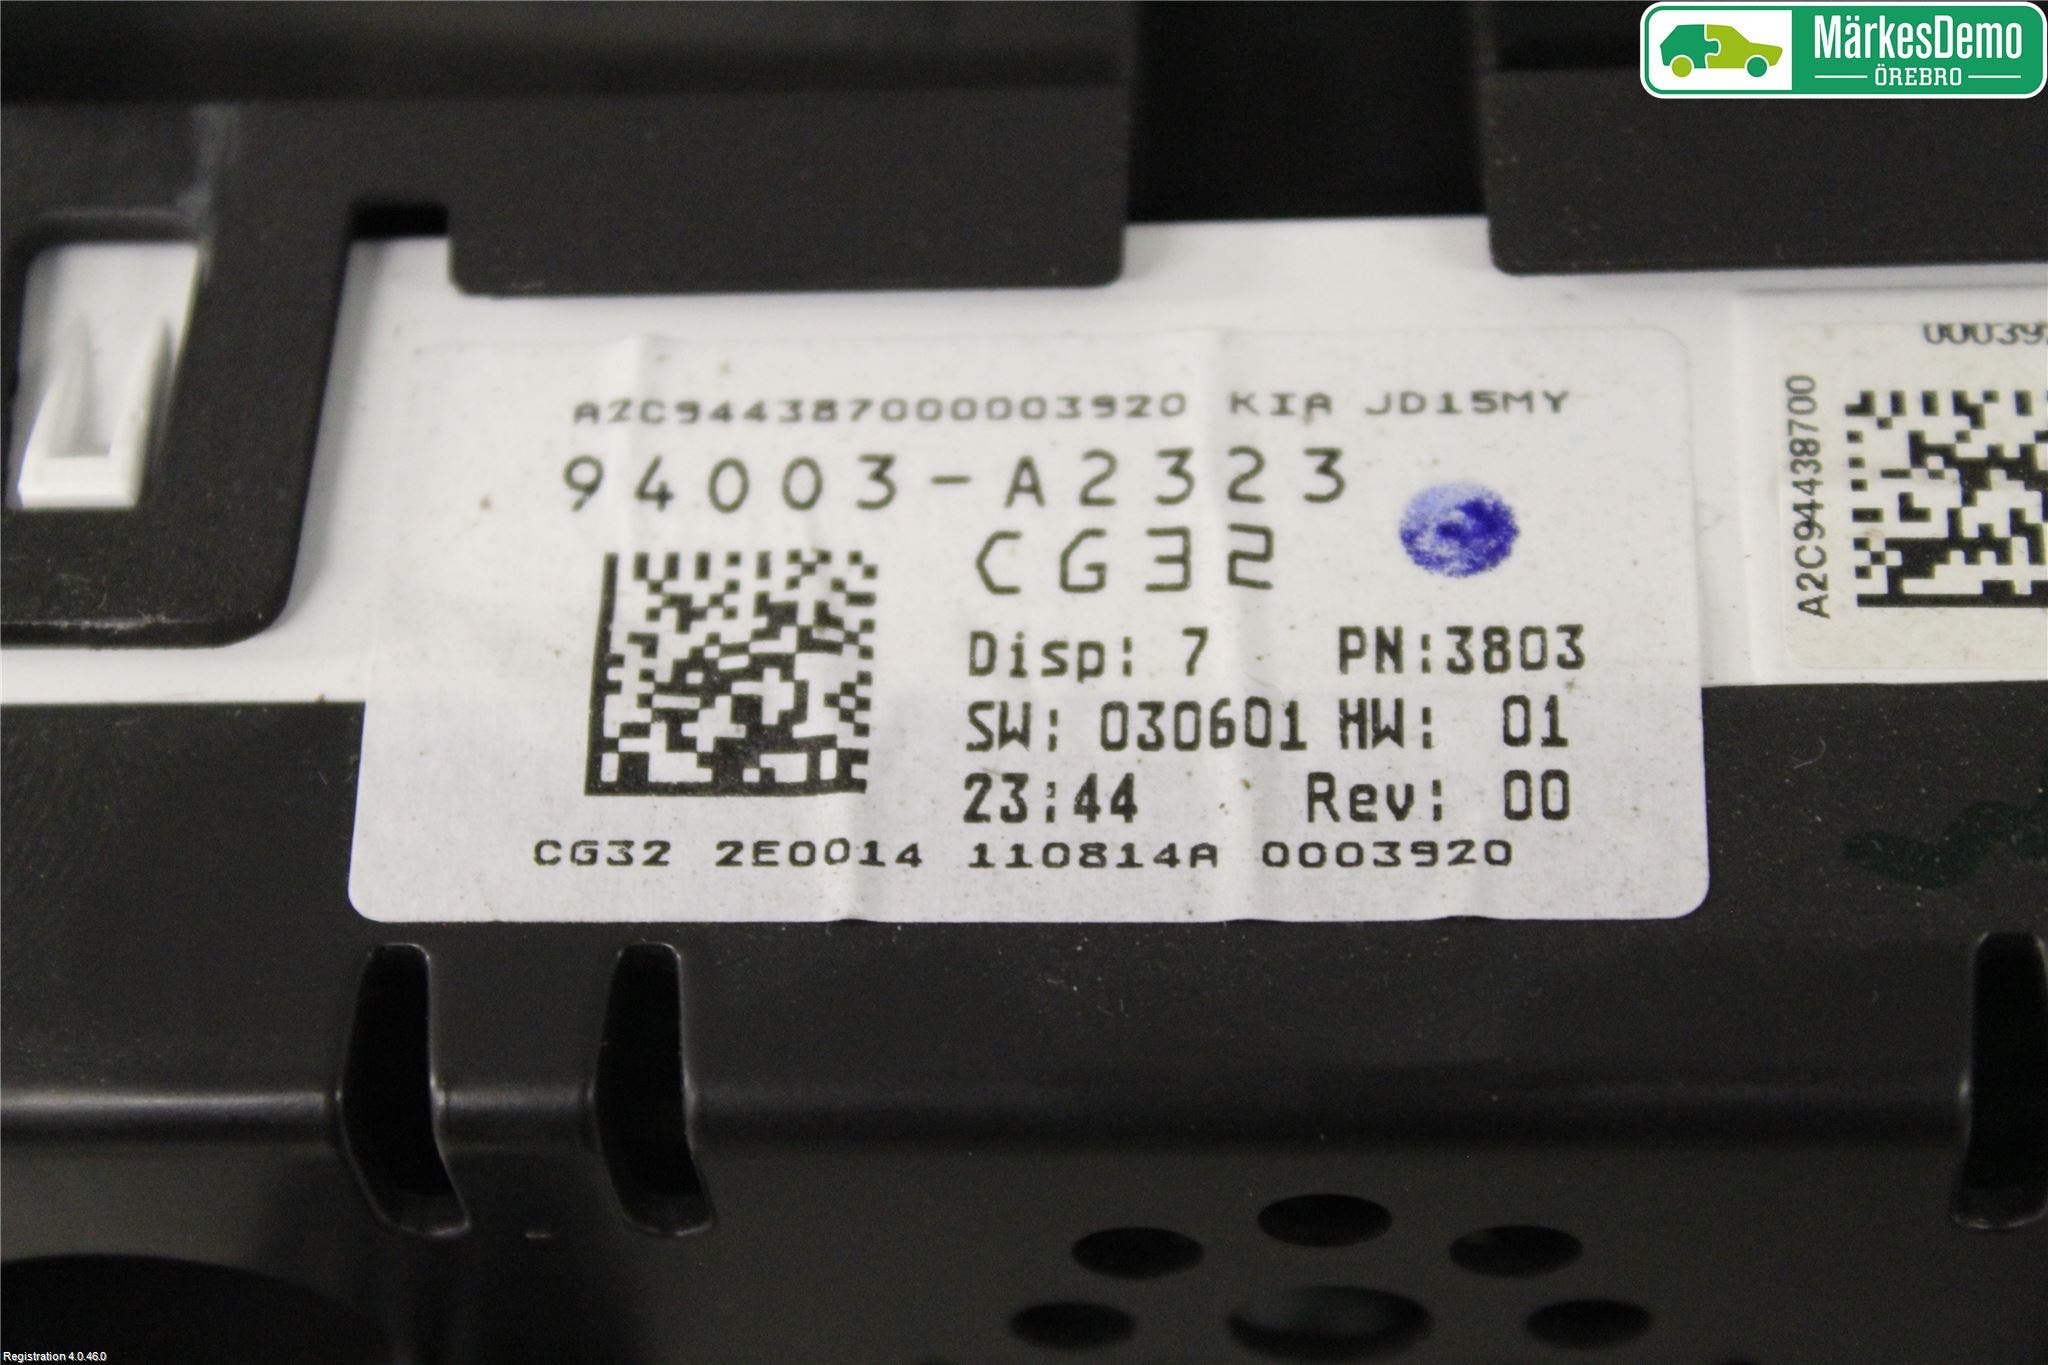 MärkesDemo
ÖREBRO
A2C944387000003920 KIA JD15MY
94003-A2323
CG32
Disp: 7 PN:3803
SW: 030601 HW: 01
23:44 Rev: 00
CG32 2E0014 110814A 0003920
A2C94438700
Registration 4.0.46.0